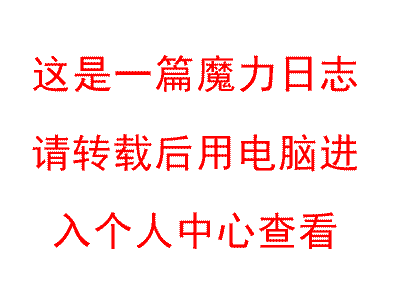 这是一篇魔力日志
请转载后用电脑进
入个人中心查看